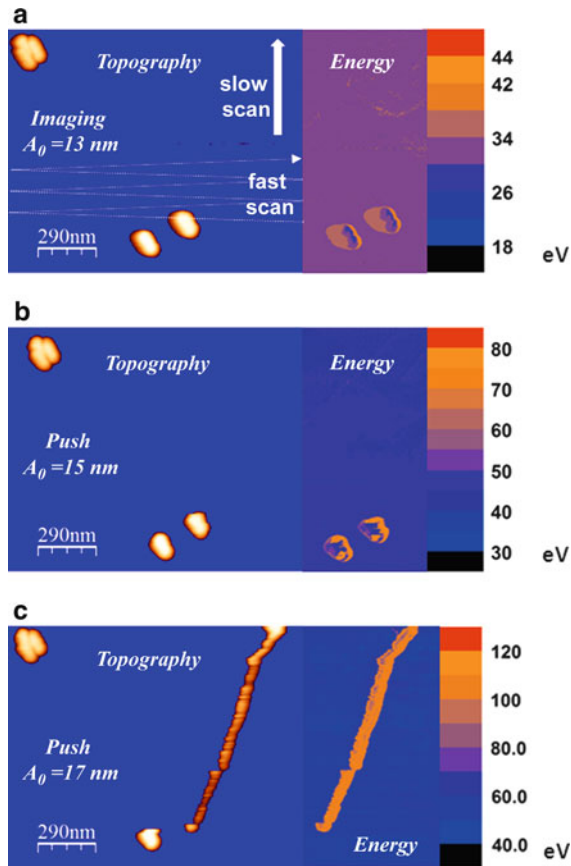 a
Topography
Energy
slow
scan
Imaging
A₀ =13 nm
fast
scan
290nm
44
42
34
26
18
eV
b
Topography
Energy
Push
A₀ =15 nm
290nm
80
70
60
50
40
30
eV
c
Topography
Push
A₀ =17 nm
290nm
Energy
120
100
80.0
60.0
40.0
eV